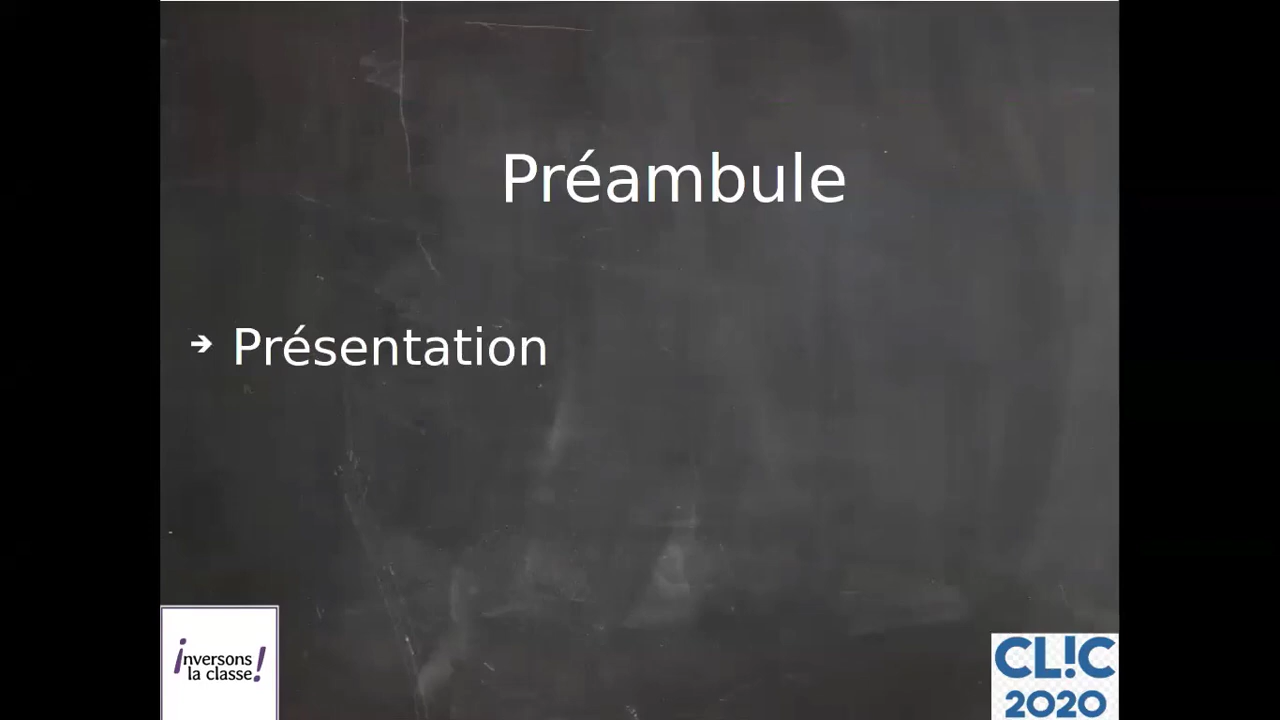 Préambule
➔ Présentation
inversons
la classe!
CL!C
2020